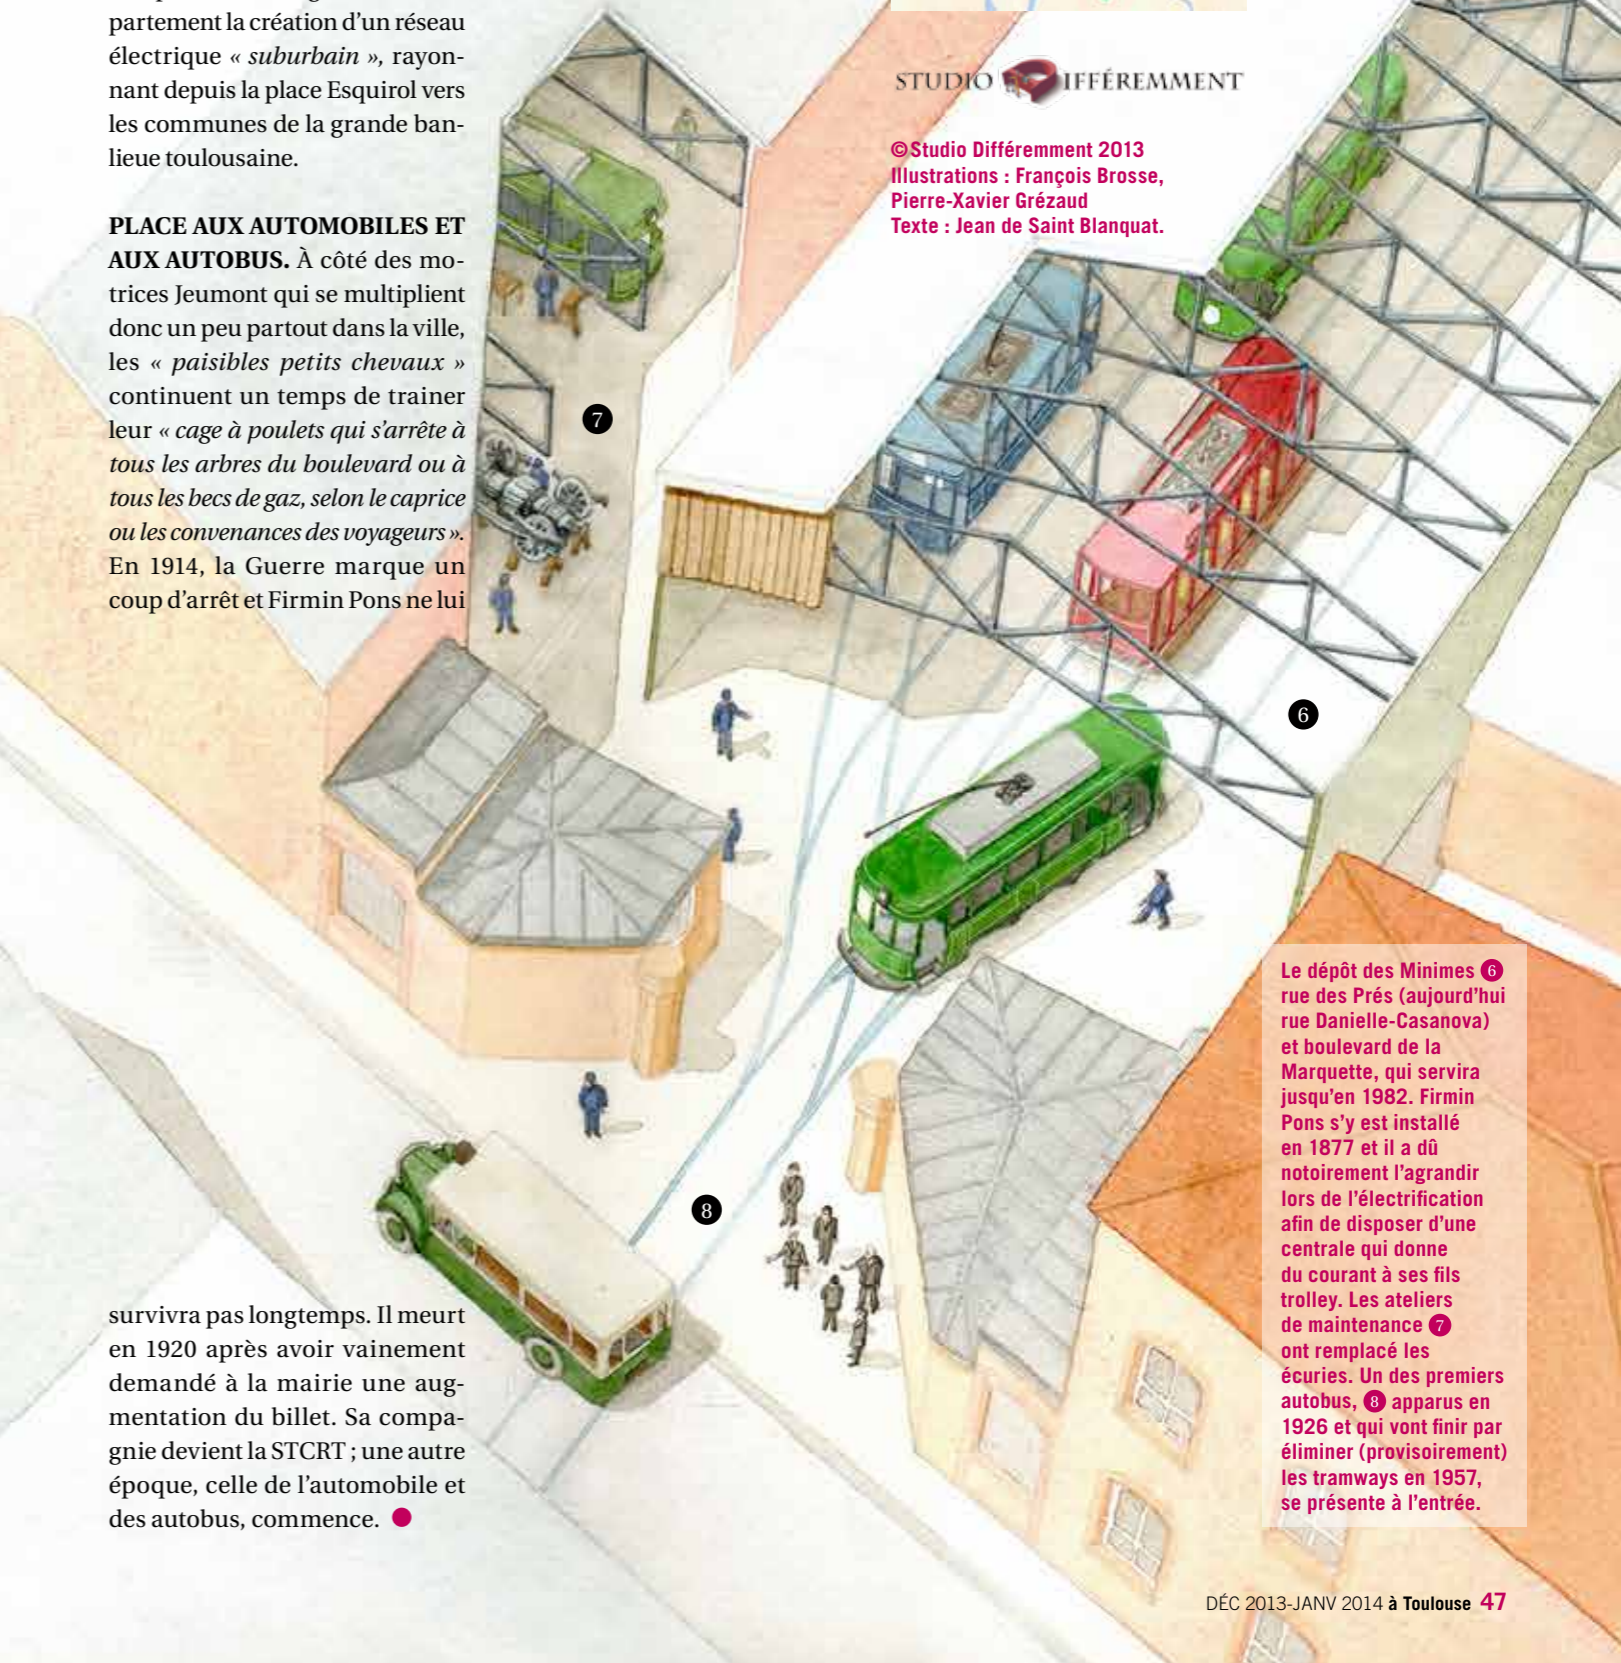 partement la création d'un réseau
électrique « suburbain », rayon-
nant depuis la place Esquirol vers
les communes de la grande ban-
lieue toulousaine.
PLACE AUX AUTOMOBILES ET
AUX AUTOBUS. À côté des mo-
trices Jeumont qui se multiplient
donc un peu partout dans la ville,
les « paisibles petits chevaux »
continuent un temps de trainer
leur « cage à poulets qui s'arrête à
tous les arbres du boulevard ou à
tous les becs de gaz, selon le caprice
ou les convenances des voyageurs ».
En 1914, la Guerre marque un
coup d'arrêt et Firmin Pons ne lui
survivra pas longtemps. Il meurt
en 1920 après avoir vainement
demandé à la mairie une aug-
mentation du billet. Sa compa-
gnie devient la STCRT ; une autre
époque, celle de l'automobile et
des autobus, commence.
STUDIO DIFFÉREMMENT
© Studio Différemment 2013
Illustrations : François Brosse,
Pierre-Xavier Grézaud
Texte : Jean de Saint Blanquat.
7
6
8
Le dépôt des Minimes 6
rue des Prés (aujourd'hui
rue Danielle-Casanova)
et boulevard de la
Marquette, qui servira
jusqu'en 1982. Firmin
Pons s'y est installé
en 1877 et il a dû
notoirement l'agrandir
lors de l'électrification
afin de disposer d'une
centrale qui donne
du courant à ses fils
trolley. Les ateliers
de maintenance 7
ont remplacé les
écuries. Un des premiers
autobus, 8 apparus en
1926 et qui vont finir par
éliminer (provisoirement)
les tramways en 1957,
se présente à l'entrée.
DÉC 2013-JANV 2014 à Toulouse 47